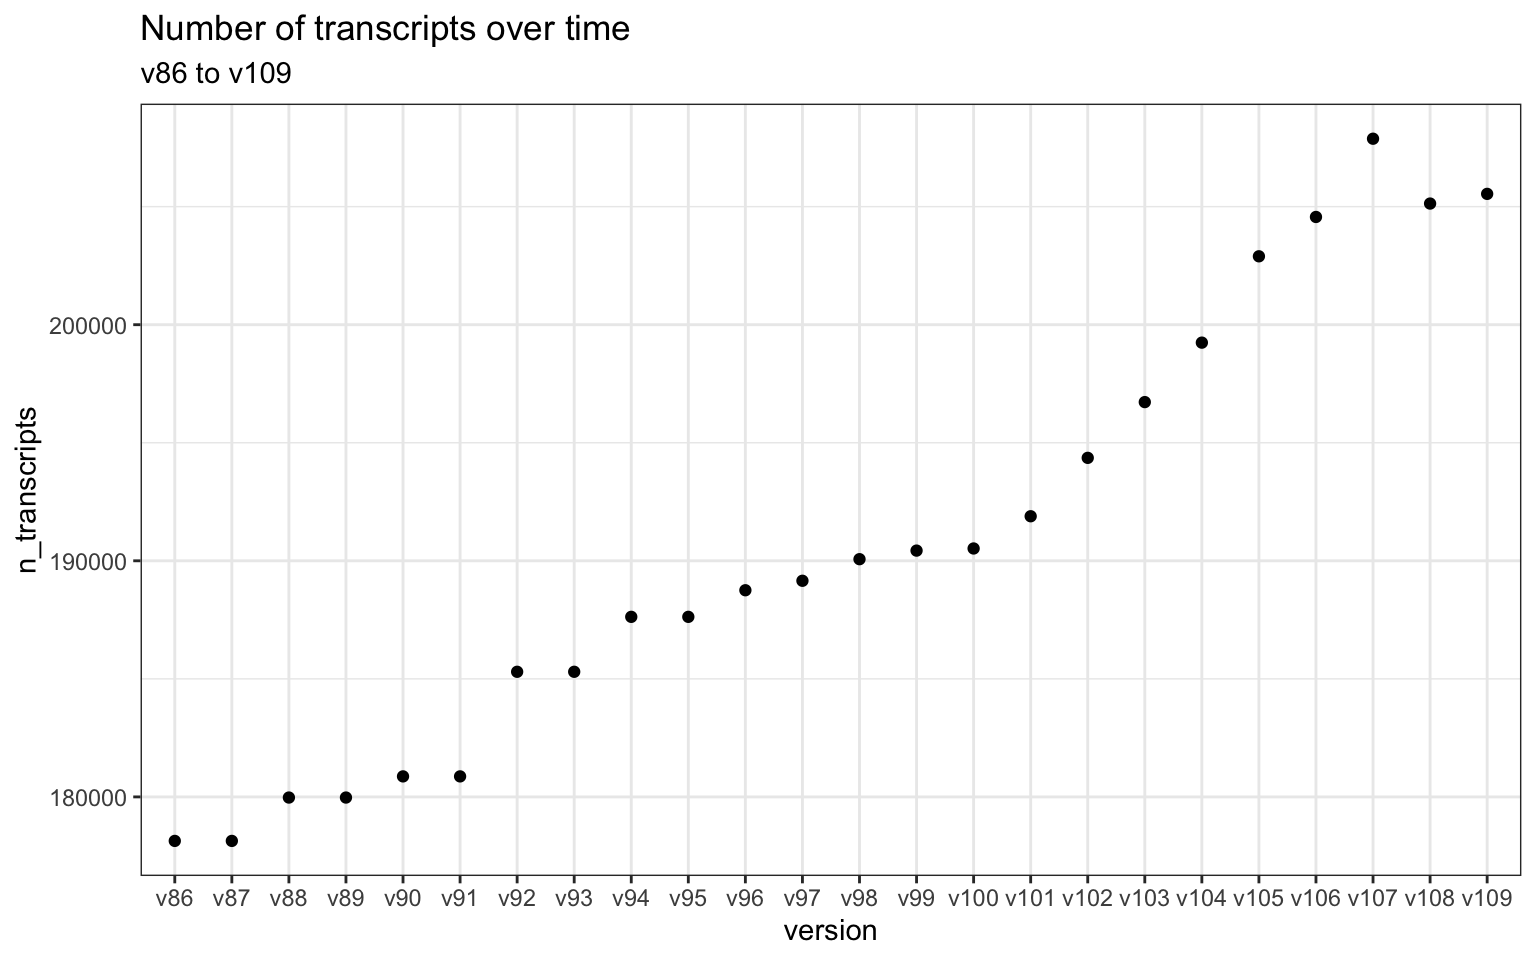 Number of transcripts over time
v86 to v109
n_transcripts
200000
190000
180000
v86 v87 v88 v89 v90 v91 v92 v93 v94 v95 v96 v97 v98 v99 v100 v101 v102 v103 v104 v105 v106 v107 v108 v109
version